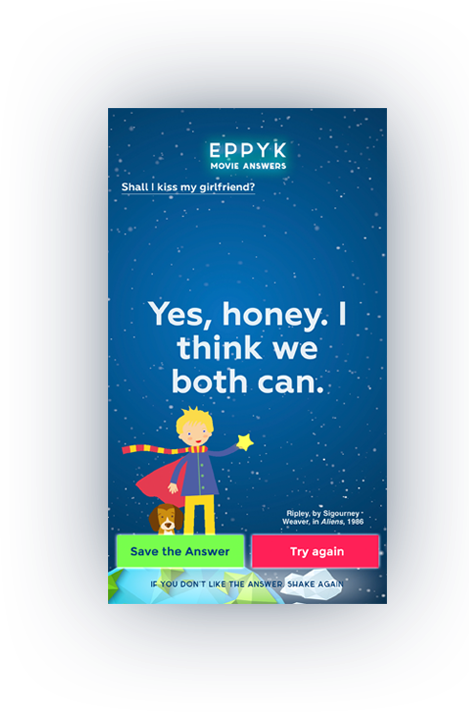 EPPYK
MOVIE ANSWERS
Shall I kiss my girlfriend?
Yes, honey. I
think we
both can.
Ripley, by Sigourney
Weaver, in Aliens, 1986
Save the Answer
Try again
IF YOU DON'T LIKE THE ANSWER, SHAKE AGAIN